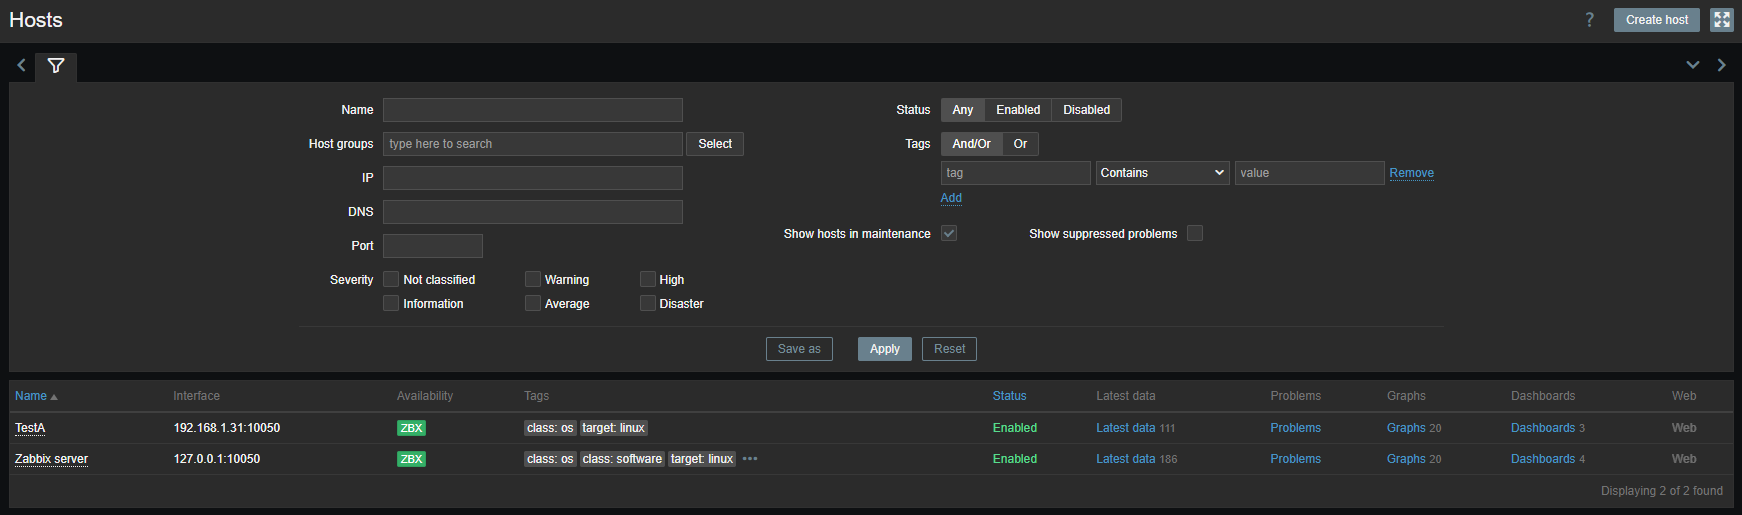 Hosts
? Create host
Name
Status Any Enabled Disabled
Host groups type here to search Select
Tags And/Or Or
IP
tag Contains value Remove
Add
DNS
Show hosts in maintenance Show suppressed problems
Port
Severity Not classified Warning High
Information Average Disaster
Save as Apply Reset
Name Interface Availability Tags Status Latest data Problems Graphs Dashboards Web
TestA 192.168.1.31:10050 ZBX class: os target: linux Enabled Latest data 111 Problems Graphs 20 Dashboards 3 Web
Zabbix server 127.0.0.1:10050 ZBX class: os class: software target: linux ••• Enabled Latest data 186 Problems Graphs 20 Dashboards 4 Web
Displaying 2 of 2 found